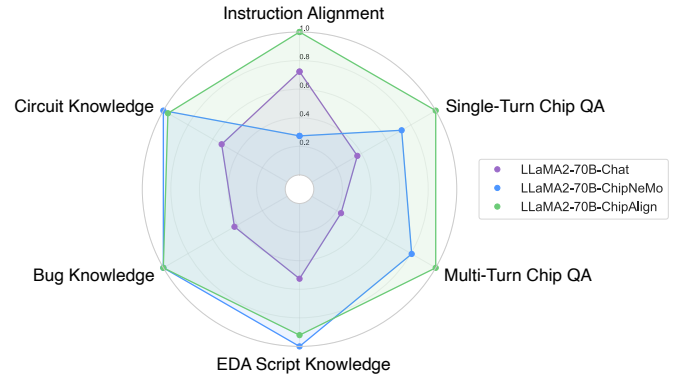 Instruction Alignment
1.0
0.8
0.6
0.4
0.2
Circuit Knowledge
Single-Turn Chip QA
LLaMA2-70B-Chat
LLaMA2-70B-ChipNeMo
LLaMA2-70B-ChipAlign
Bug Knowledge
Multi-Turn Chip QA
EDA Script Knowledge